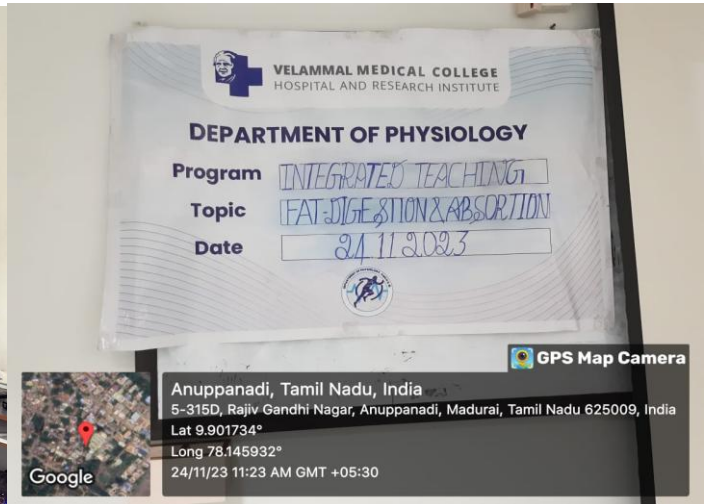 VELAMMAL MEDICAL COLLEGE
HOSPITAL AND RESEARCH INSTITUTE
DEPARTMENT OF PHYSIOLOGY
Program INTEGRATED TEACHING
Topic FAT-DIGESTION & ABSORTION
Date 24 11 2023
GPS Map Camera
Anuppanadi, Tamil Nadu, India
5-315D, Rajiv Gandhi Nagar, Anuppanadi, Madurai, Tamil Nadu 625009, India
Lat 9.901734°
Long 78.145932°
24/11/23 11:23 AM GMT +05:30
Google